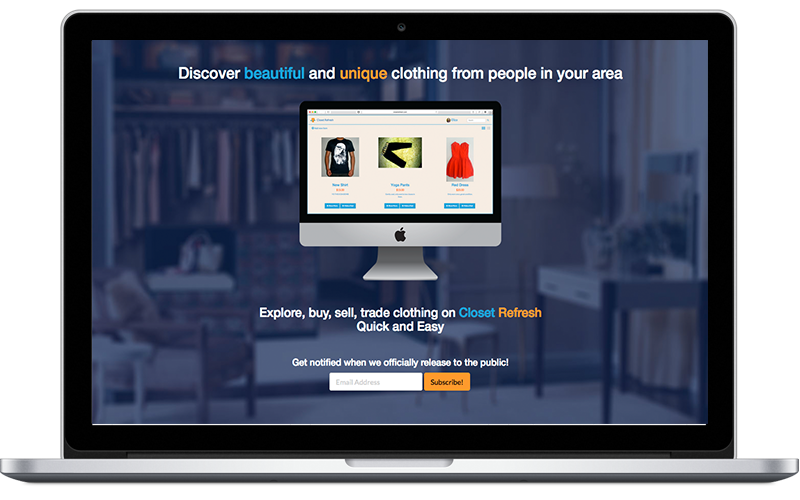 Discover beautiful and unique clothing from people in your area
Closet Refresh
New Shirt
Yoga Pants
Red Dress
Explore, buy, sell, trade clothing on Closet Refresh
Quick and Easy
Get notified when we officially release to the public!
Email Address
Subscribe!